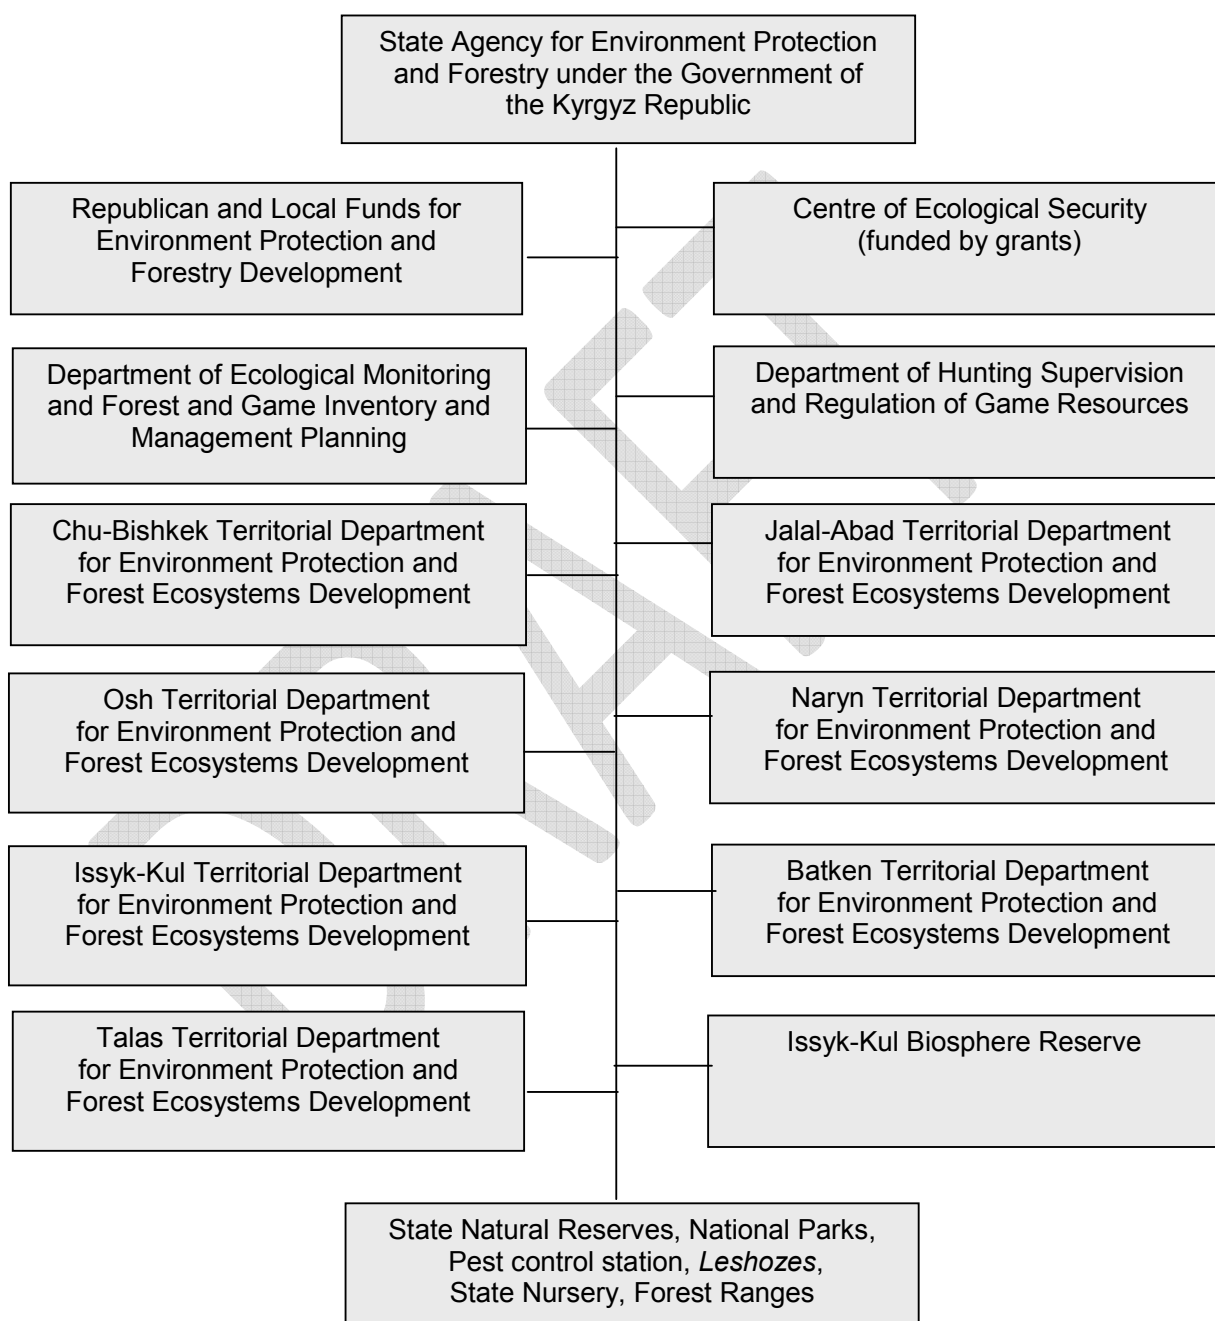 State Agency for Environment Protection
and Forestry under the Government of
the Kyrgyz Republic
Republican and Local Funds for
Environment Protection and
Forestry Development
Centre of Ecological Security
(funded by grants)
Department of Ecological Monitoring
and Forest and Game Inventory and
Management Planning
Department of Hunting Supervision
and Regulation of Game Resources
Chu-Bishkek Territorial Department
for Environment Protection and
Forest Ecosystems Development
Jalal-Abad Territorial Department
for Environment Protection and
Forest Ecosystems Development
Osh Territorial Department
for Environment Protection and
Forest Ecosystems Development
Naryn Territorial Department
for Environment Protection and
Forest Ecosystems Development
Issyk-Kul Territorial Department
for Environment Protection and
Forest Ecosystems Development
Batken Territorial Department
for Environment Protection and
Forest Ecosystems Development
Talas Territorial Department
for Environment Protection and
Forest Ecosystems Development
Issyk-Kul Biosphere Reserve
State Natural Reserves, National Parks,
Pest control station, Leshozes,
State Nursery, Forest Ranges
DRAFT